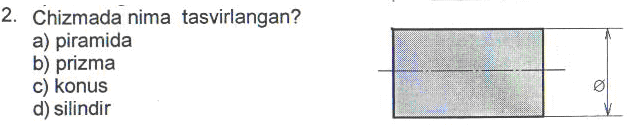 2. Chizmada nima tasvirlangan?
a) piramida
b) prizma
c) konus
d) silindir
Ø